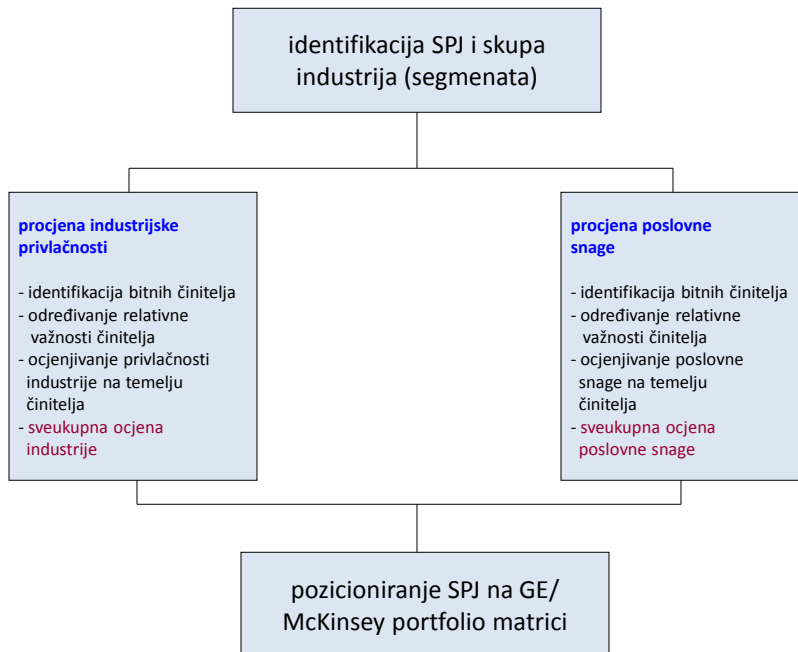 identifikacija SPJ i skupa
industrija (segmenata)
procjena industrijske
privlačnosti
- identifikacija bitnih činitelja
- određivanje relativne
važnosti činitelja
- ocjenjivanje privlačnosti
industrije na temelju
činitelja
- sveukupna ocjena
industrije
procjena poslovne
snage
- identifikacija bitnih činitelja
- određivanje relativne
važnosti činitelja
- ocjenjivanje poslovne
snage na temelju
činitelja
- sveukupna ocjena
poslovne snage
pozicioniranje SPJ na GE/
McKinsey portfolio matrici